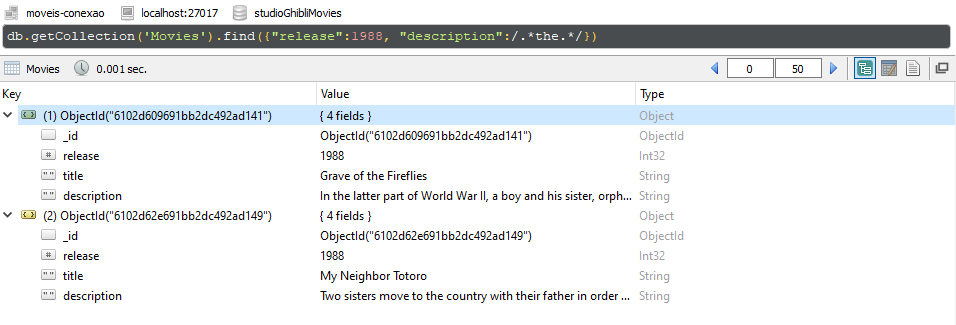 moveis-conexao localhost:27017 studioGhibliMovies
db.getCollection('Movies').find({"release":1988, "description":/.*the.*/})
Movies 0.001 sec. 0 50
Key Value Type
(1) ObjectId("6102d609691bb2dc492ad141") { 4 fields } Object
_id ObjectId("6102d609691bb2dc492ad141") ObjectId
# release 1988 Int32
" " title Grave of the Fireflies String
" " description In the latter part of World War II, a boy and his sister, orph... String
(2) ObjectId("6102d62e691bb2dc492ad149") { 4 fields } Object
_id ObjectId("6102d62e691bb2dc492ad149") ObjectId
# release 1988 Int32
" " title My Neighbor Totoro String
" " description Two sisters move to the country with their father in order ... String